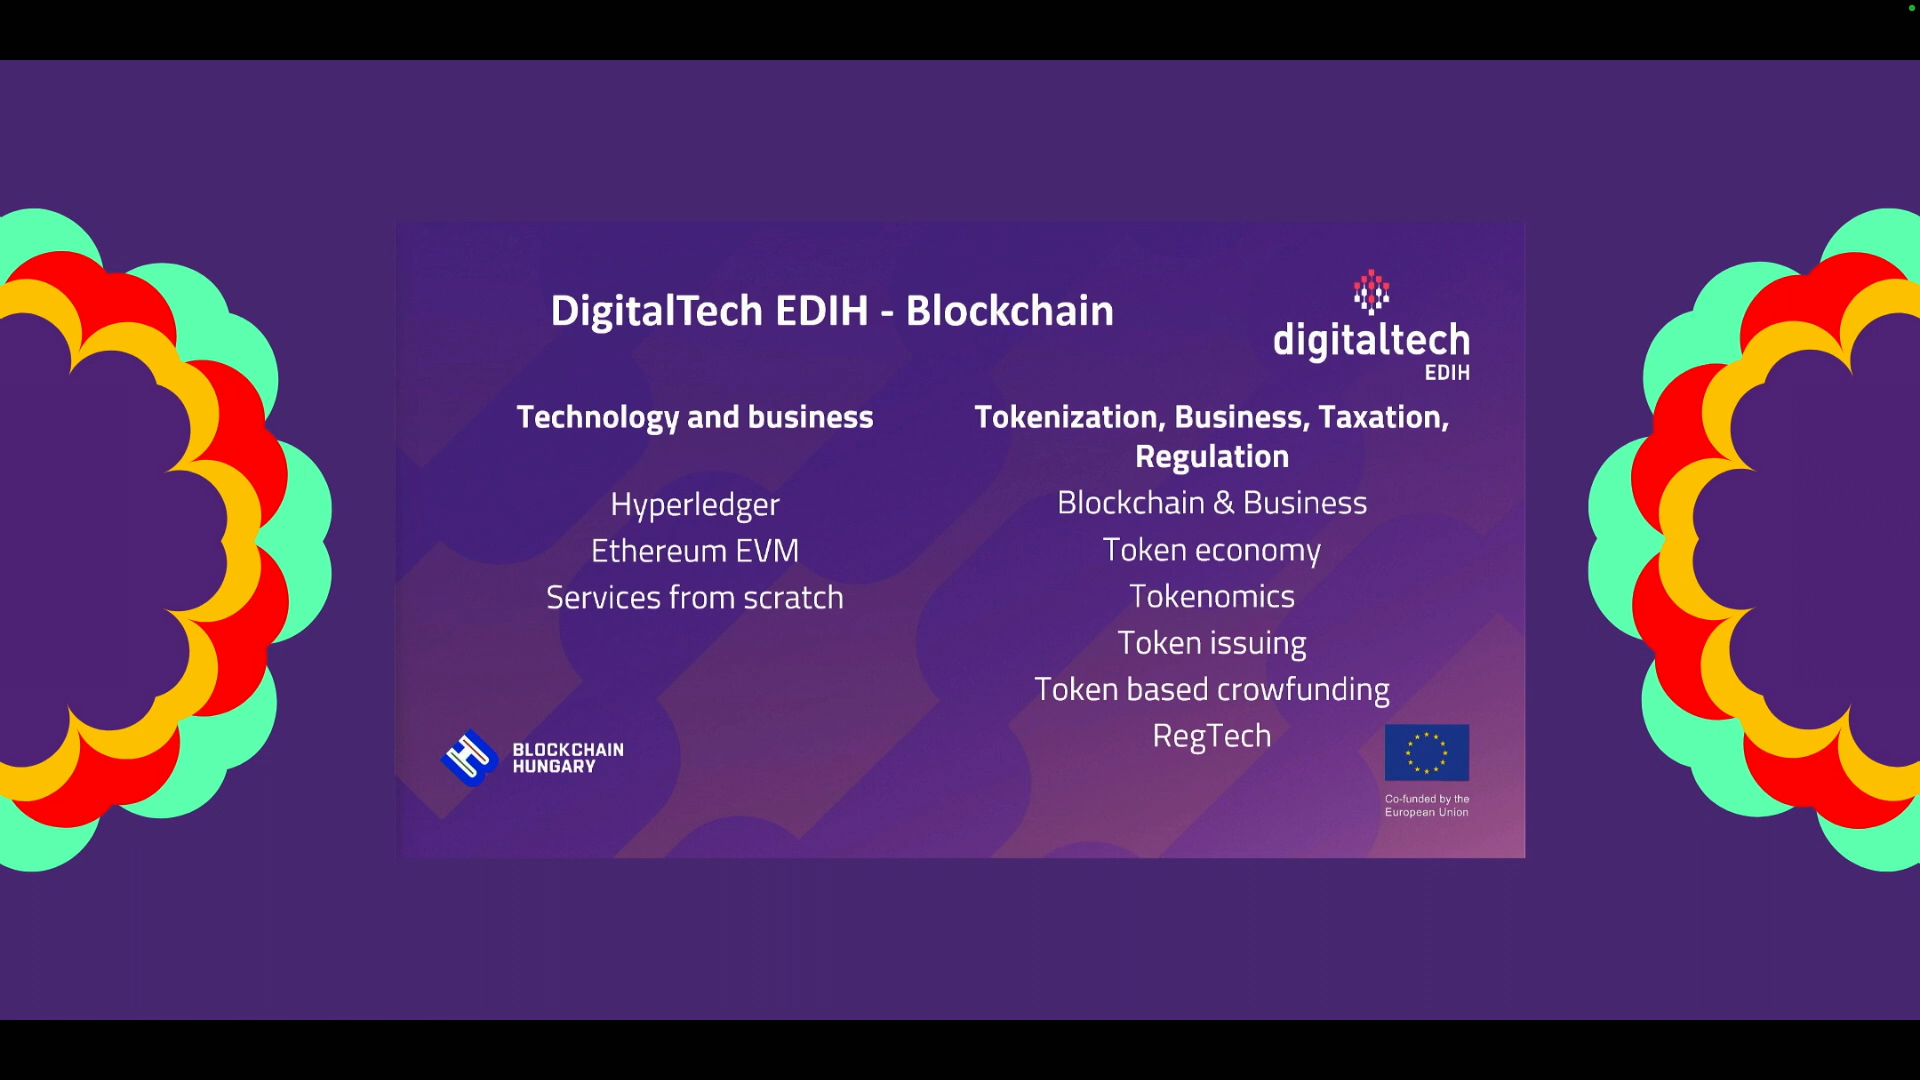 DigitalTech EDIH - Blockchain
digitaltech
EDIH
Technology and business
Hyperledger
Ethereum EVM
Services from scratch
Tokenization, Business, Taxation,
Regulation
Blockchain & Business
Token economy
Tokenomics
Token issuing
Token based crowfunding
RegTech
BLOCKCHAIN
HUNGARY
Co-funded by the
European Union